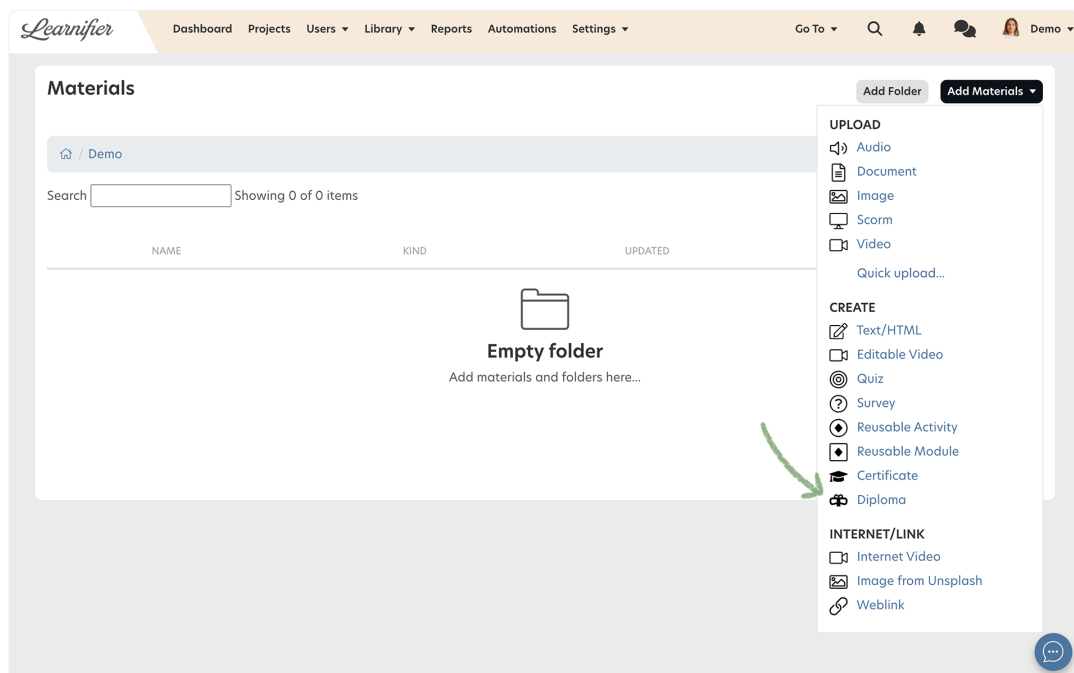 Learnifier Dashboard Projects Users Library Reports Automations Settings Go To Demo
Materials
Add Folder Add Materials
UPLOAD
Audio
Document
Image
Scorm
Video
Quick upload...
/ Demo
Search Showing 0 of 0 items
NAME KIND UPDATED
Empty folder
Add materials and folders here...
CREATE
Text/HTML
Editable Video
Quiz
Survey
Reusable Activity
Reusable Module
Certificate
Diploma
INTERNET/LINK
Internet Video
Image from Unsplash
Weblink